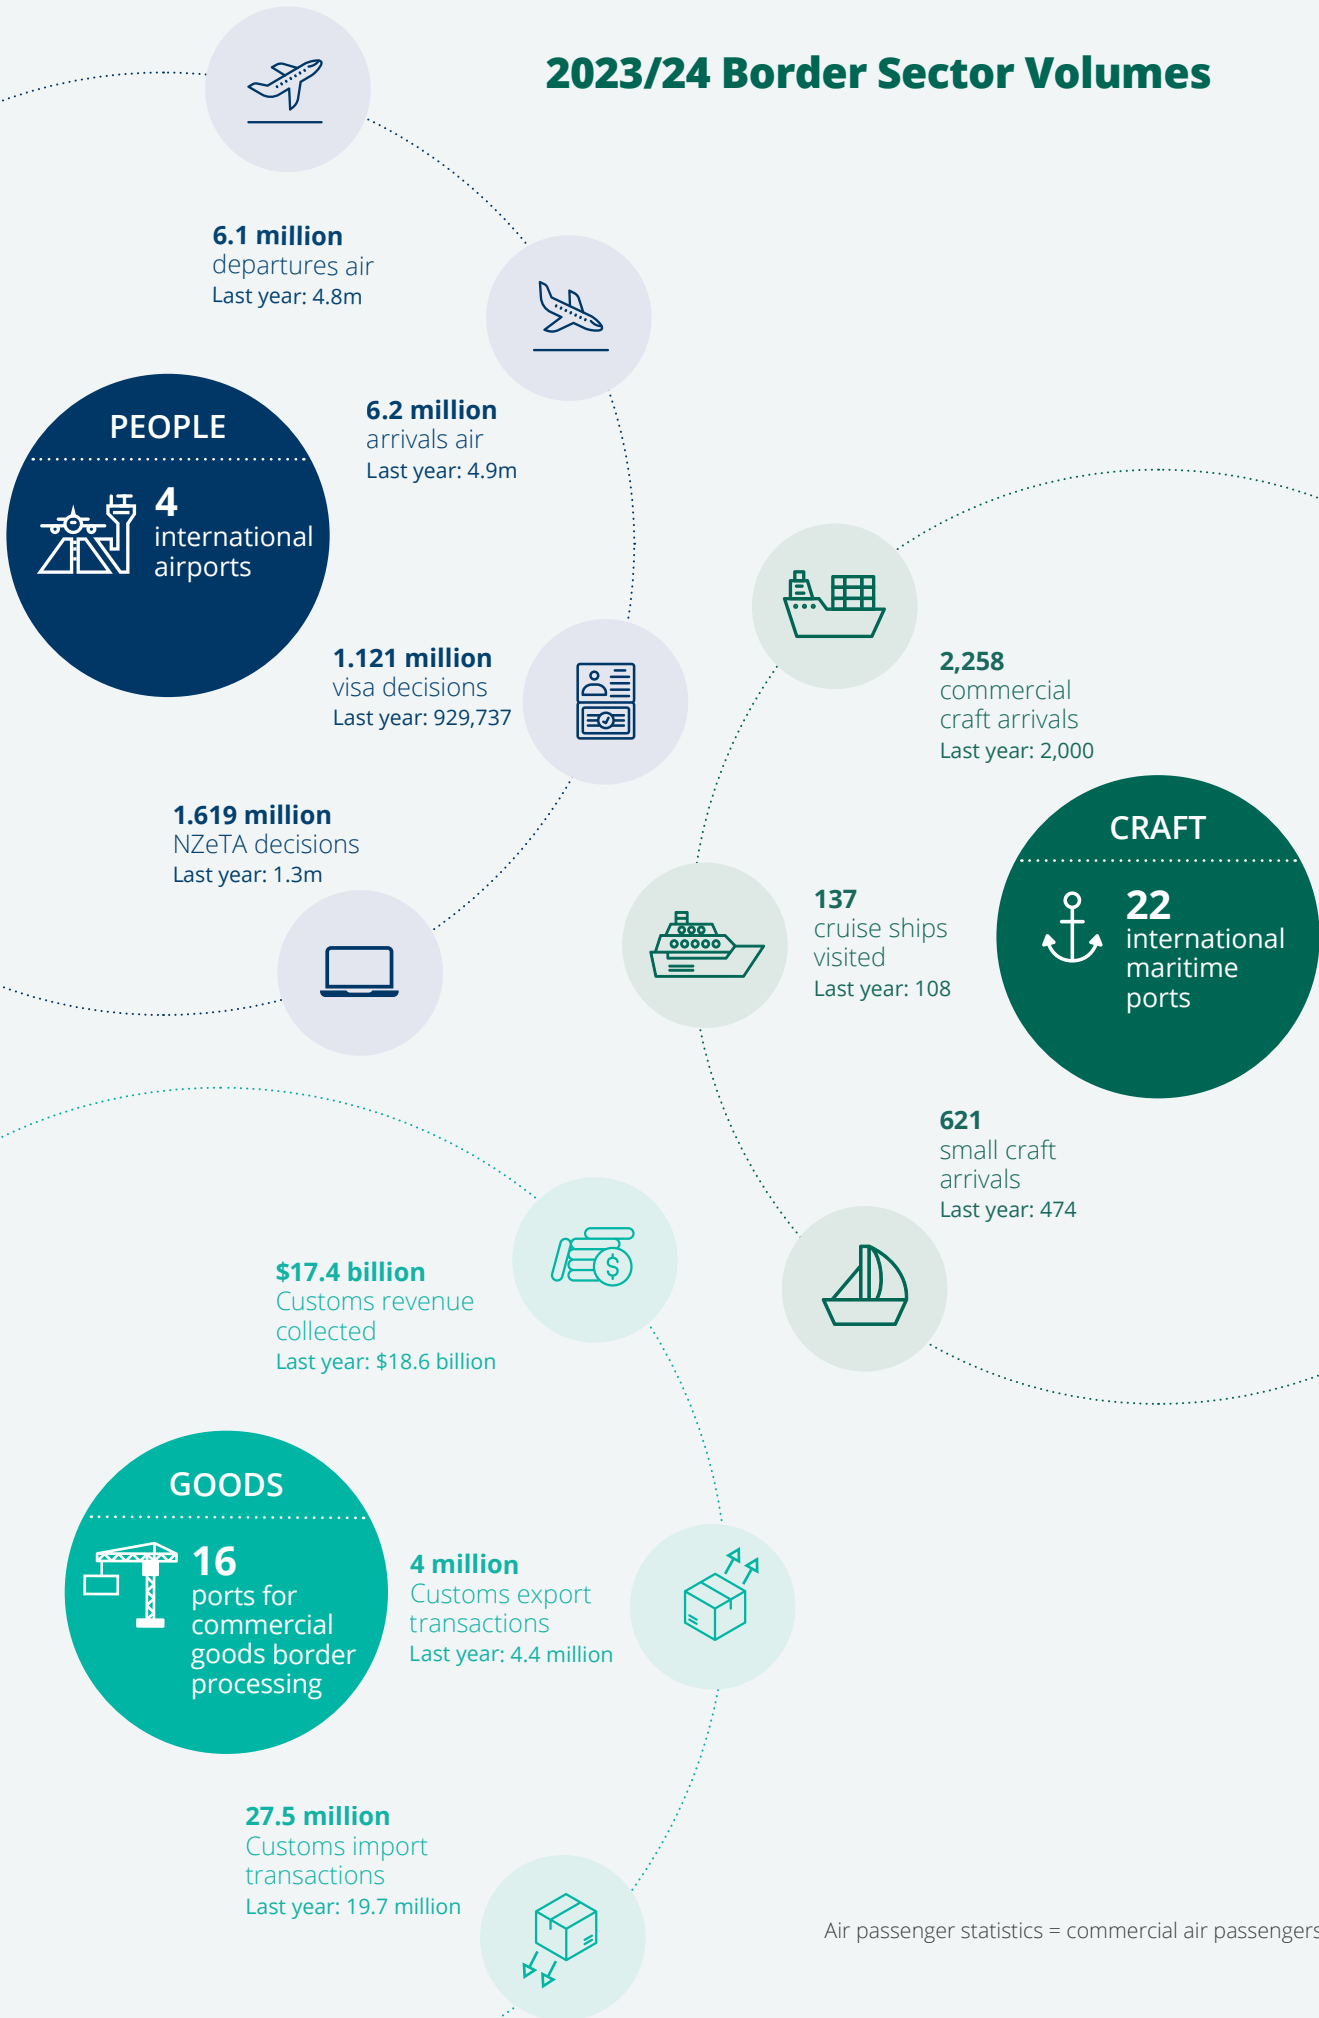 2023/24 Border Sector Volumes
6.1 million
departures air
Last year: 4.8m
6.2 million
arrivals air
Last year: 4.9m
PEOPLE
4
international
airports
1.121 million
visa decisions
Last year: 929,737
1.619 million
NZeTA decisions
Last year: 1.3m
2,258
commercial
craft arrivals
Last year: 2,000
CRAFT
22
international
maritime
ports
137
cruise ships
visited
Last year: 108
621
small craft
arrivals
Last year: 474
$17.4 billion
Customs revenue
collected
Last year: $18.6 billion
$
GOODS
16
ports for
commercial
goods border
processing
4 million
Customs export
transactions
Last year: 4.4 million
27.5 million
Customs import
transactions
Last year: 19.7 million
Air passenger statistics = commercial air passengers